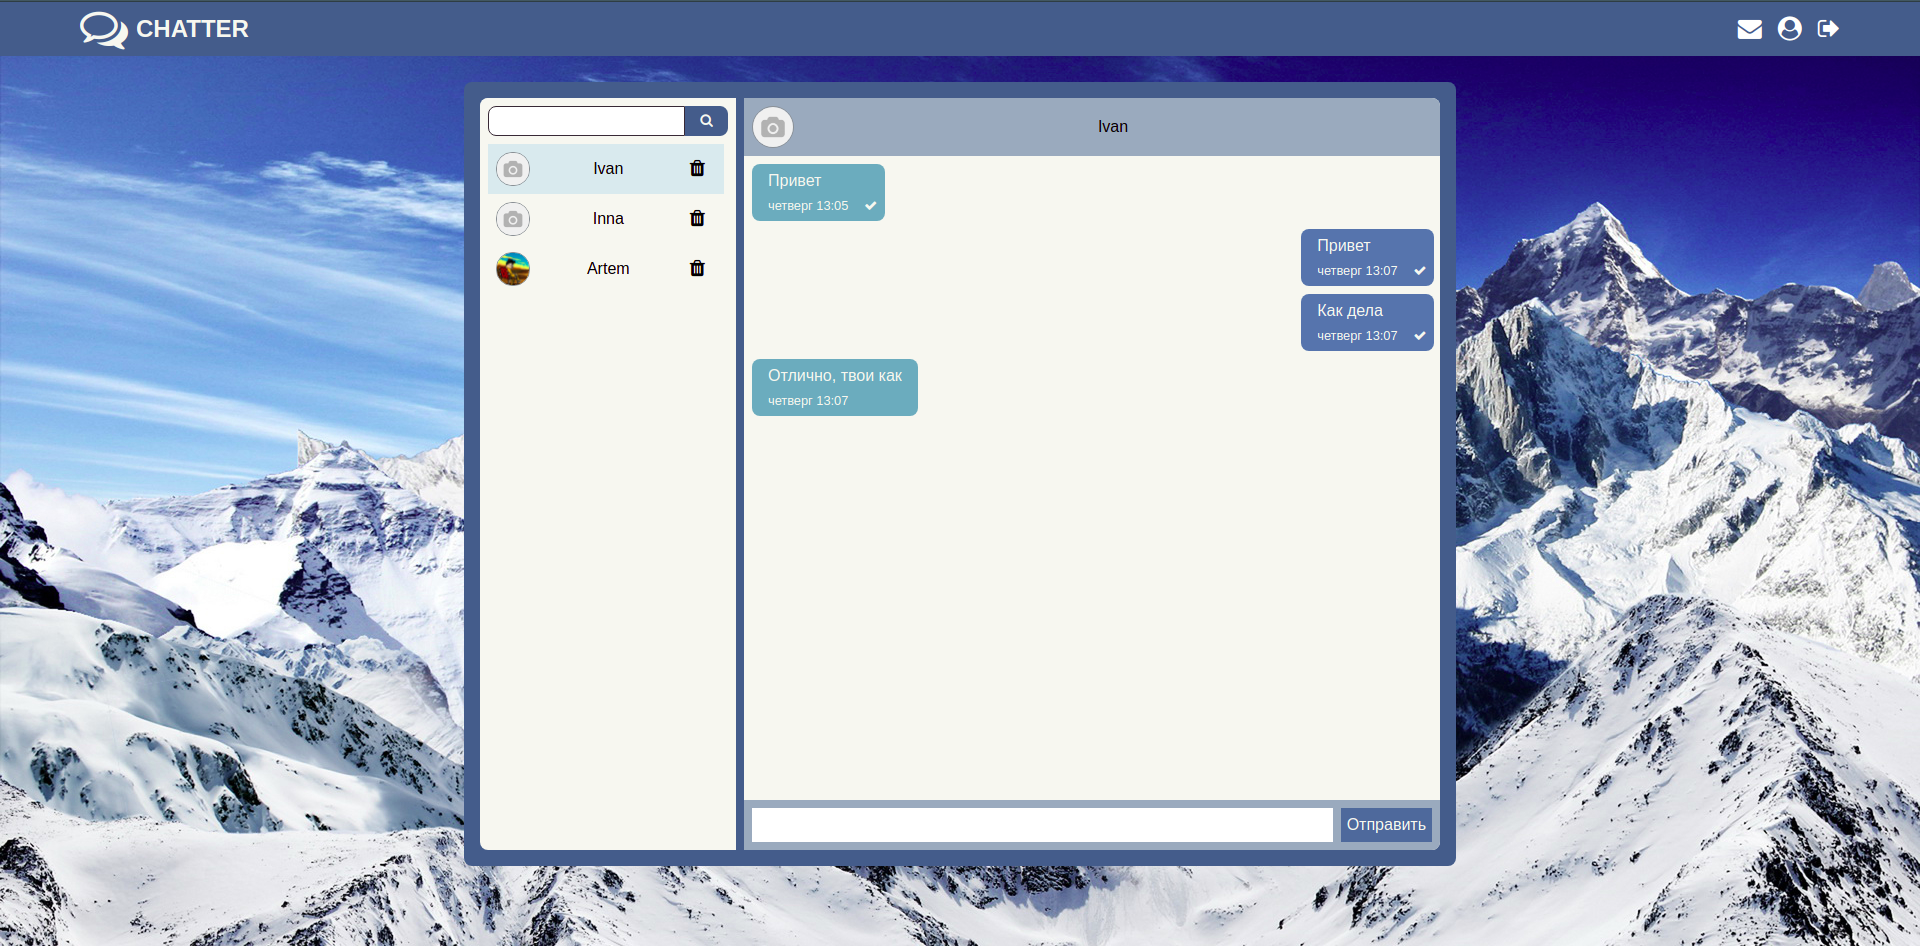 CHATTER
Ivan
Inna
Artem
Ivan
Привет
четверг 13:05
Привет
четверг 13:07
Как дела
четверг 13:07
Отлично, твои как
четверг 13:07
Отправить